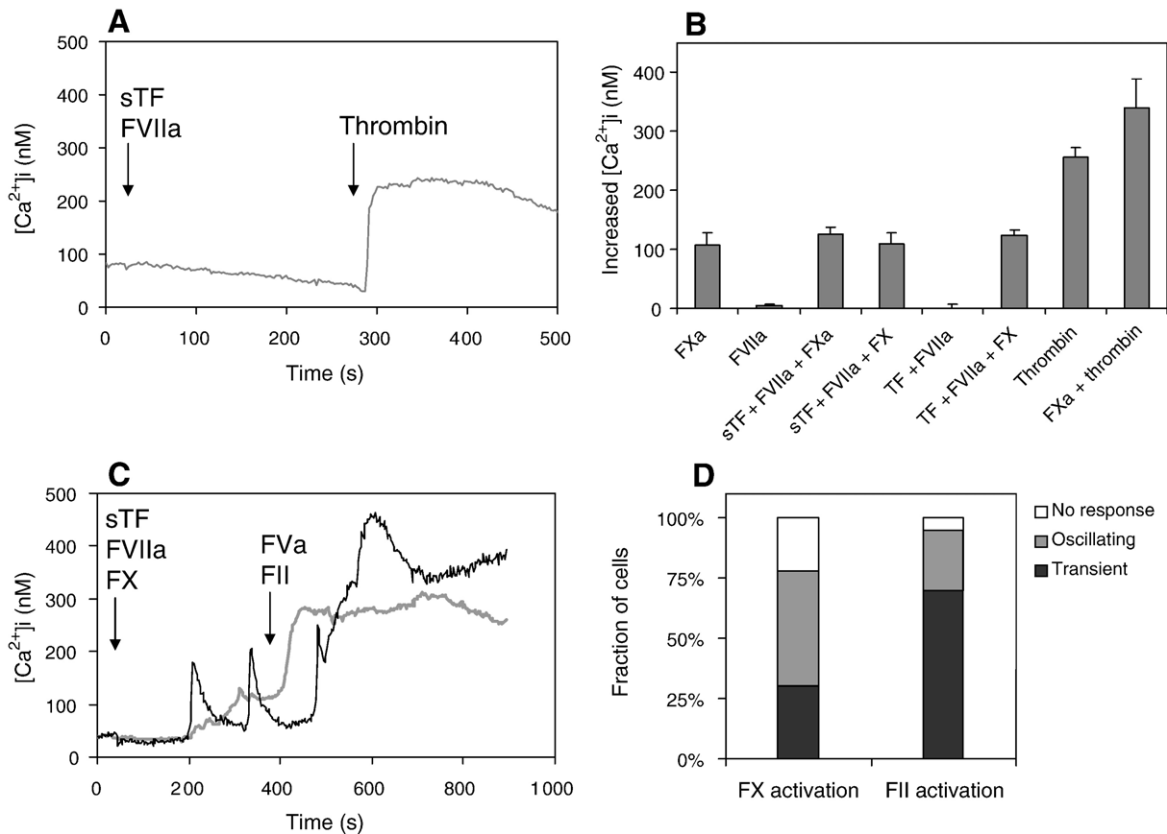 A
500
400
300
200
100
0
[Ca²⁺]i (nM)
sTF
FVIIa
Thrombin
0 100 200 300 400 500
Time (s)
B
400
300
200
100
0
Increased [Ca²⁺]i (nM)
FXa
FVIIa
sTF + FVIIa + FXa
sTF + FVIIa + FX
TF + FVIIa
TF + FVIIa + FX
Thrombin
FXa + thrombin
C
500
400
300
200
100
0
[Ca²⁺]i (nM)
sTF
FVIIa
FX
FVa
FII
0 200 400 600 800 1000
Time (s)
D
100%
75%
50%
25%
0%
Fraction of cells
FX activation FII activation
No response
Oscillating
Transient